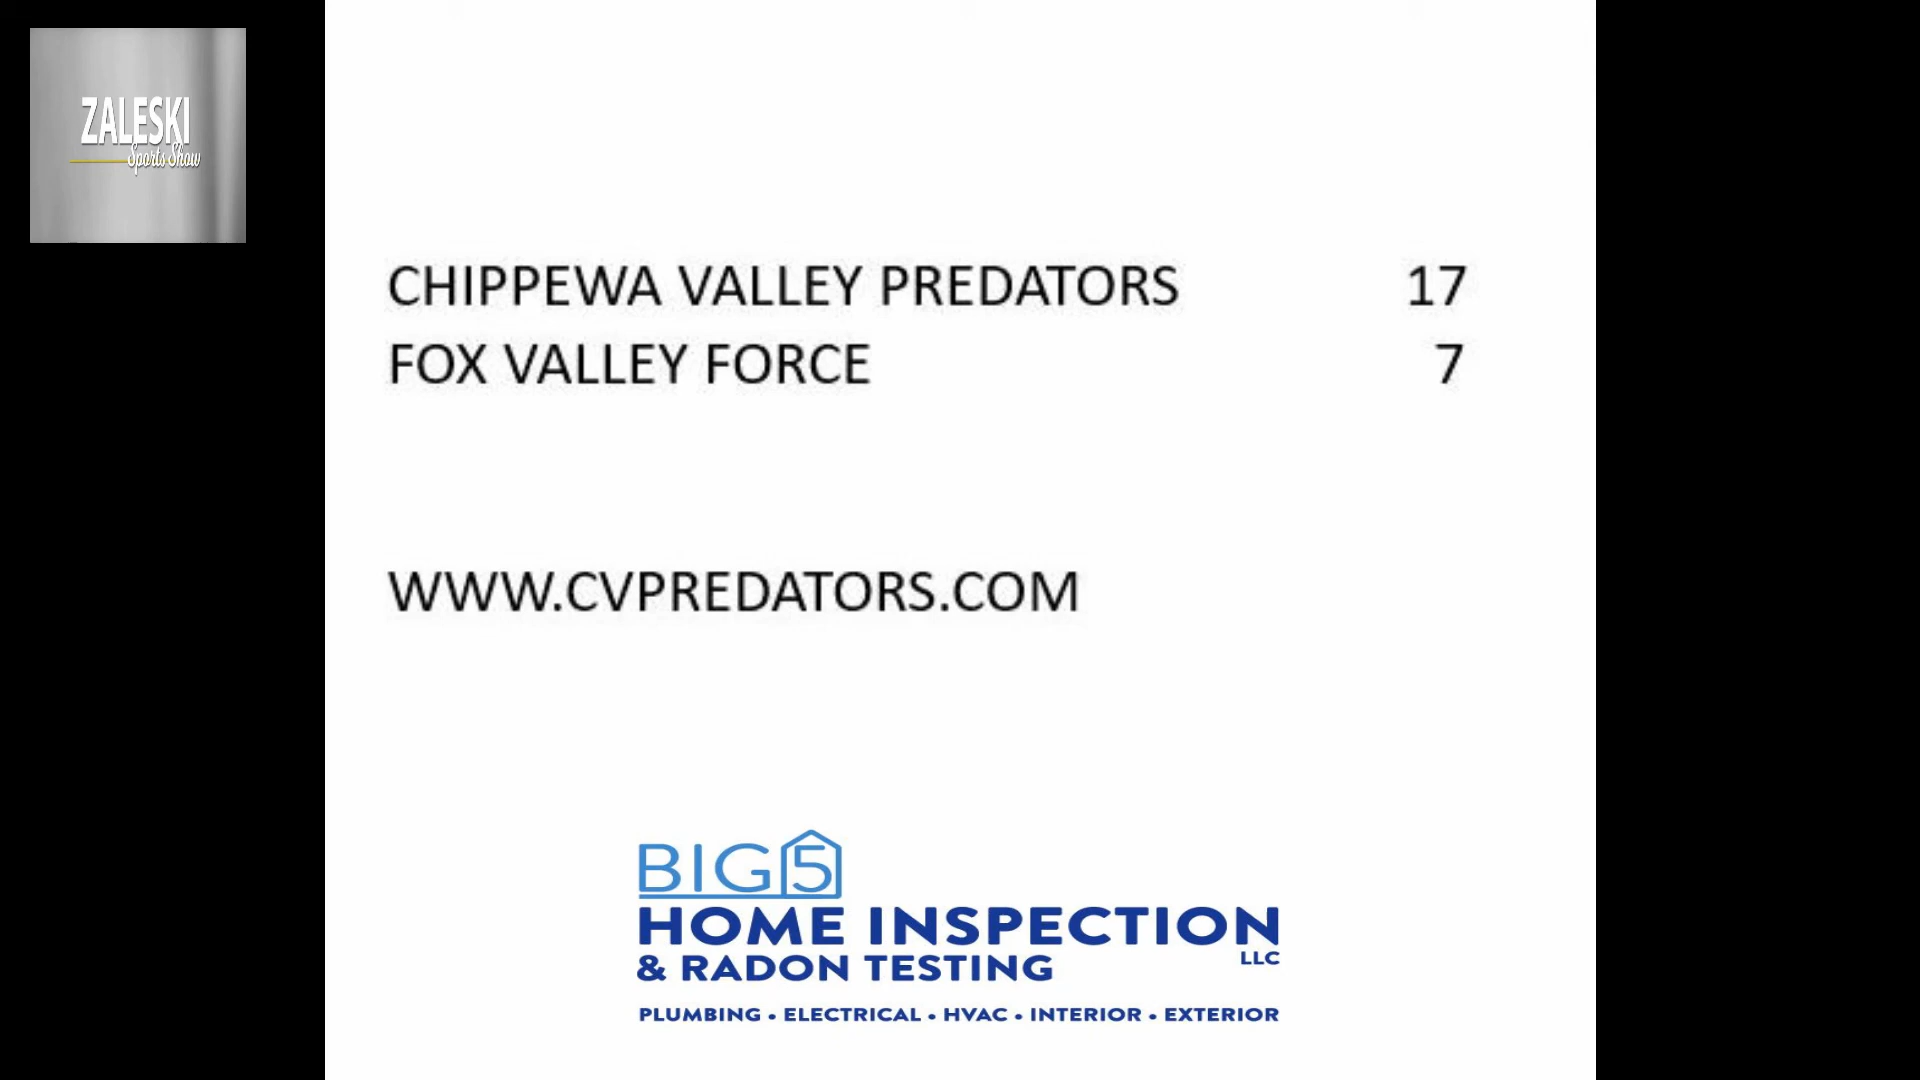 ZALESKI
Sports Show
CHIPPEWA VALLEY PREDATORS 17
FOX VALLEY FORCE 7
WWW.CVPREDATORS.COM
BIG5
HOME INSPECTION
LLC
& RADON TESTING
PLUMBING • ELECTRICAL • HVAC • INTERIOR • EXTERIOR